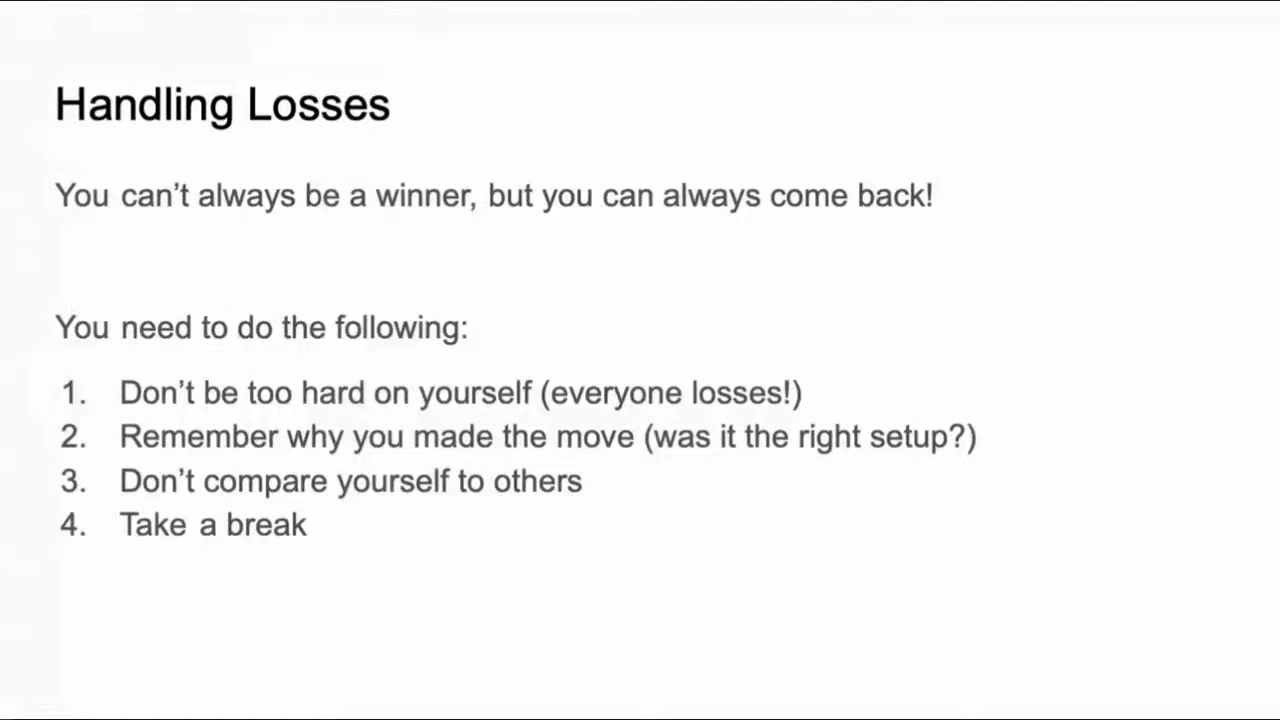 Handling Losses
You can’t always be a winner, but you can always come back!
You need to do the following:
1. Don’t be too hard on yourself (everyone losses!)
2. Remember why you made the move (was it the right setup?)
3. Don’t compare yourself to others
4. Take a break